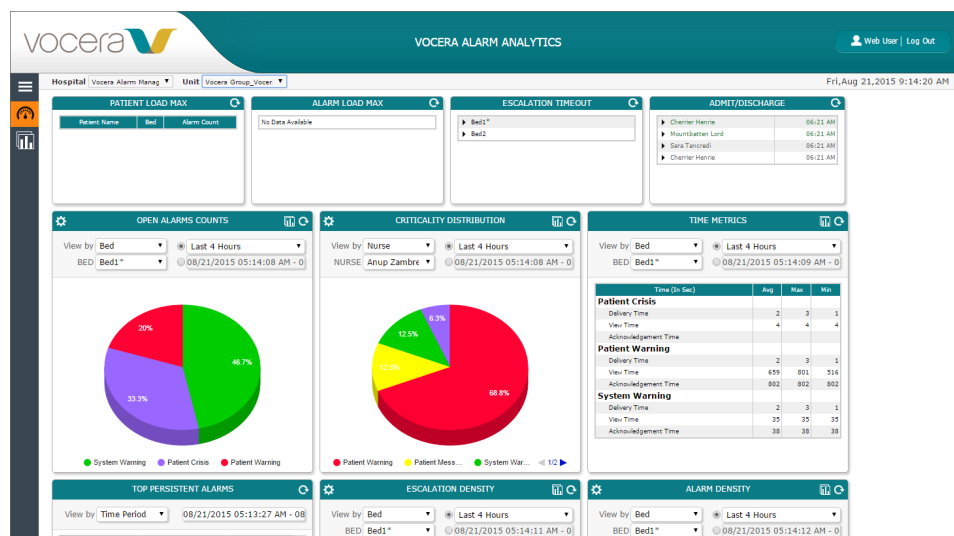 vocera
VOCERA ALARM ANALYTICS
Web User | Log Out
Hospital Vocera Alarm Manag Unit Vocera Group_Vocer
Fri,Aug 21,2015 9:14:20 AM
PATIENT LOAD MAX
Patient Name Bed Alarm Count
ALARM LOAD MAX
No Data Available
ESCALATION TIMEOUT
Bed1*
Bed2
ADMIT/DISCHARGE
Cherrier Henrie 06:21 AM
Mountbatten Lord 06:21 AM
Sara Tancredi 06:21 AM
Cherrier Henrie 06:21 AM
OPEN ALARMS COUNTS
View by Bed Last 4 Hours
BED Bed1* 08/21/2015 05:14:08 AM - 0
20%
46.7%
33.3%
System Warning Patient Crisis Patient Warning
CRITICALITY DISTRIBUTION
View by Nurse Last 4 Hours
NURSE Anup Zambre 08/21/2015 05:14:08 AM - 0
6.3%
12.5%
12.5%
68.8%
Patient Warning Patient Mess... System War... 1/2
TIME METRICS
View by Bed Last 4 Hours
BED Bed1* 08/21/2015 05:14:09 AM - 0
Time (In Sec) Avg Max Min
Patient Crisis
Delivery Time 2 3 1
View Time 4 4 4
Acknowledgement Time
Patient Warning
Delivery Time 2 3 1
View Time 659 801 516
Acknowledgement Time 802 802 802
System Warning
Delivery Time 2 3 1
View Time 35 35 35
Acknowledgement Time 38 38 38
TOP PERSISTENT ALARMS
View by Time Period 08/21/2015 05:13:27 AM - 08
ESCALATION DENSITY
View by Bed Last 4 Hours
BED Bed1* 08/21/2015 05:14:11 AM - 0
ALARM DENSITY
View by Bed Last 4 Hours
BED Bed1* 08/21/2015 05:14:12 AM - 0